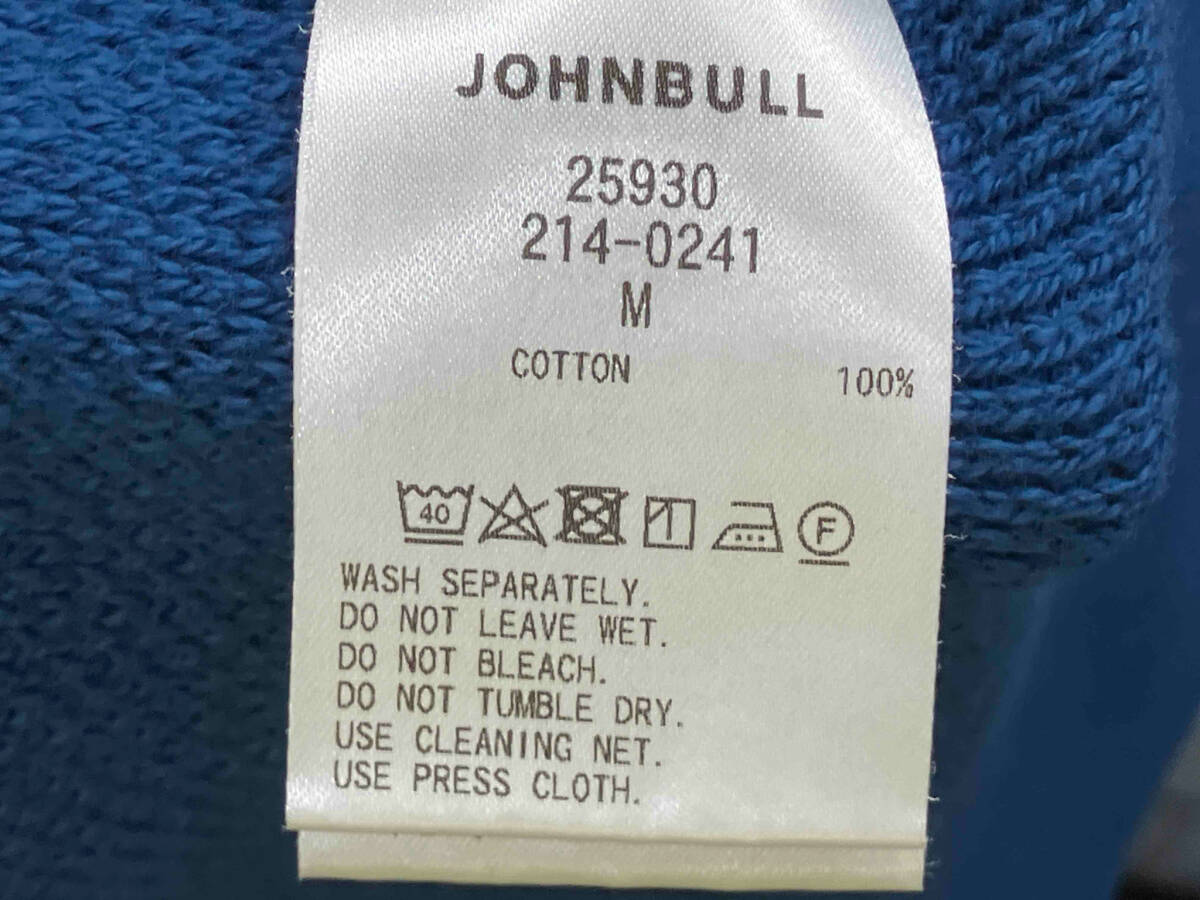 JOHNBULL
25930
214-0241
M
COTTON 100%
40 F
WASH SEPARATELY.
DO NOT LEAVE WET.
DO NOT BLEACH.
DO NOT TUMBLE DRY.
USE CLEANING NET.
USE PRESS CLOTH.